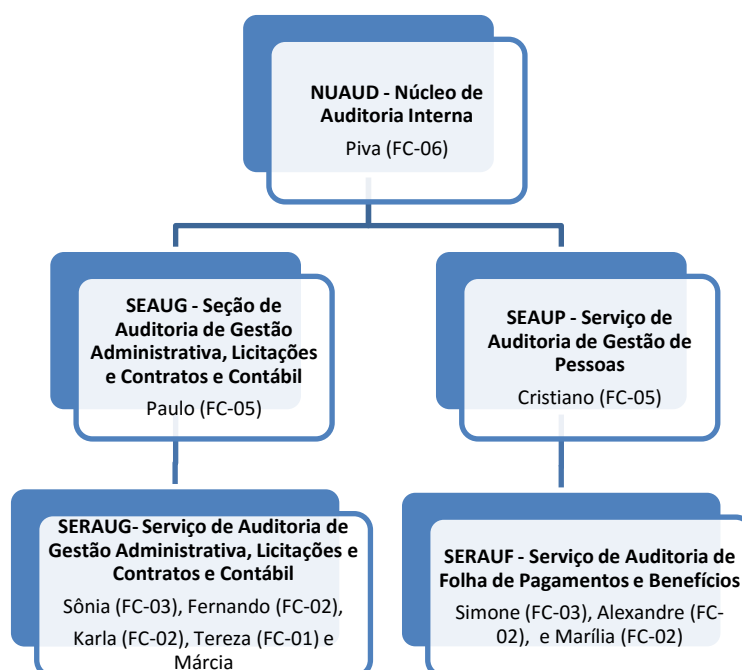 NUAUD - Núcleo de
Auditoria Interna
Piva (FC-06)
SEAUG - Seção de
Auditoria de Gestão
Administrativa, Licitações
e Contratos e Contábil
Paulo (FC-05)
SEAUP - Serviço de
Auditoria de Gestão de
Pessoas
Cristiano (FC-05)
SERAUG- Serviço de Auditoria de
Gestão Administrativa, Licitações e
Contratos e Contábil
Sônia (FC-03), Fernando (FC-02),
Karla (FC-02), Tereza (FC-01) e
Márcia
SERAUF - Serviço de Auditoria de
Folha de Pagamentos e Benefícios
Simone (FC-03), Alexandre (FC-
02),  e Marília (FC-02)